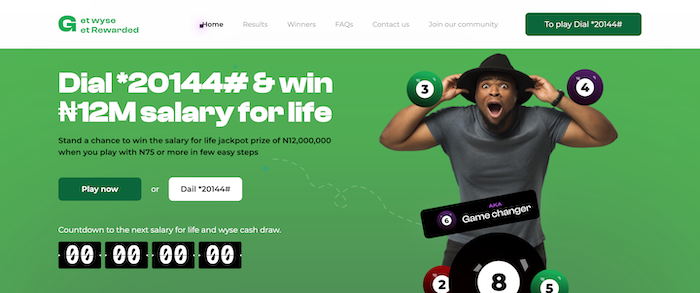 G et wyse
et Rewarded
Home Results Winners FAQs Contact us Join our community To play Dial *20144#
Dial *20144# & win
₦12M salary for life
Stand a chance to win the salary for life jackpot prize of N12,000,000
when you play with N75 or more in few easy steps
Play now or Dail *20144#
Countdown to the next salary for life and wyse cash draw.
00 00 00 00
3
4
AKA
6 Game changer
2
8
5